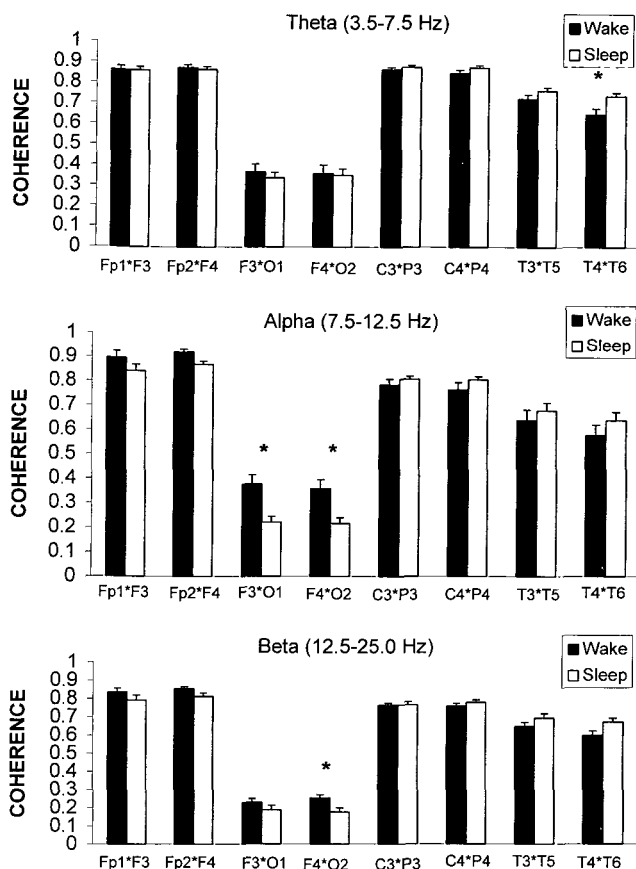 Theta (3.5-7.5 Hz)
Wake
Sleep
COHERENCE
1
0.9
0.8
0.7
0.6
0.5
0.4
0.3
0.2
0.1
0
*
Fp1*F3 Fp2*F4 F3*O1 F4*O2 C3*P3 C4*P4 T3*T5 T4*T6
Alpha (7.5-12.5 Hz)
Wake
Sleep
COHERENCE
1
0.9
0.8
0.7
0.6
0.5
0.4
0.3
0.2
0.1
0
* *
Fp1*F3 Fp2*F4 F3*O1 F4*O2 C3*P3 C4*P4 T3*T5 T4*T6
Beta (12.5-25.0 Hz)
Wake
Sleep
COHERENCE
1
0.9
0.8
0.7
0.6
0.5
0.4
0.3
0.2
0.1
0
*
Fp1*F3 Fp2*F4 F3*O1 F4*O2 C3*P3 C4*P4 T3*T5 T4*T6